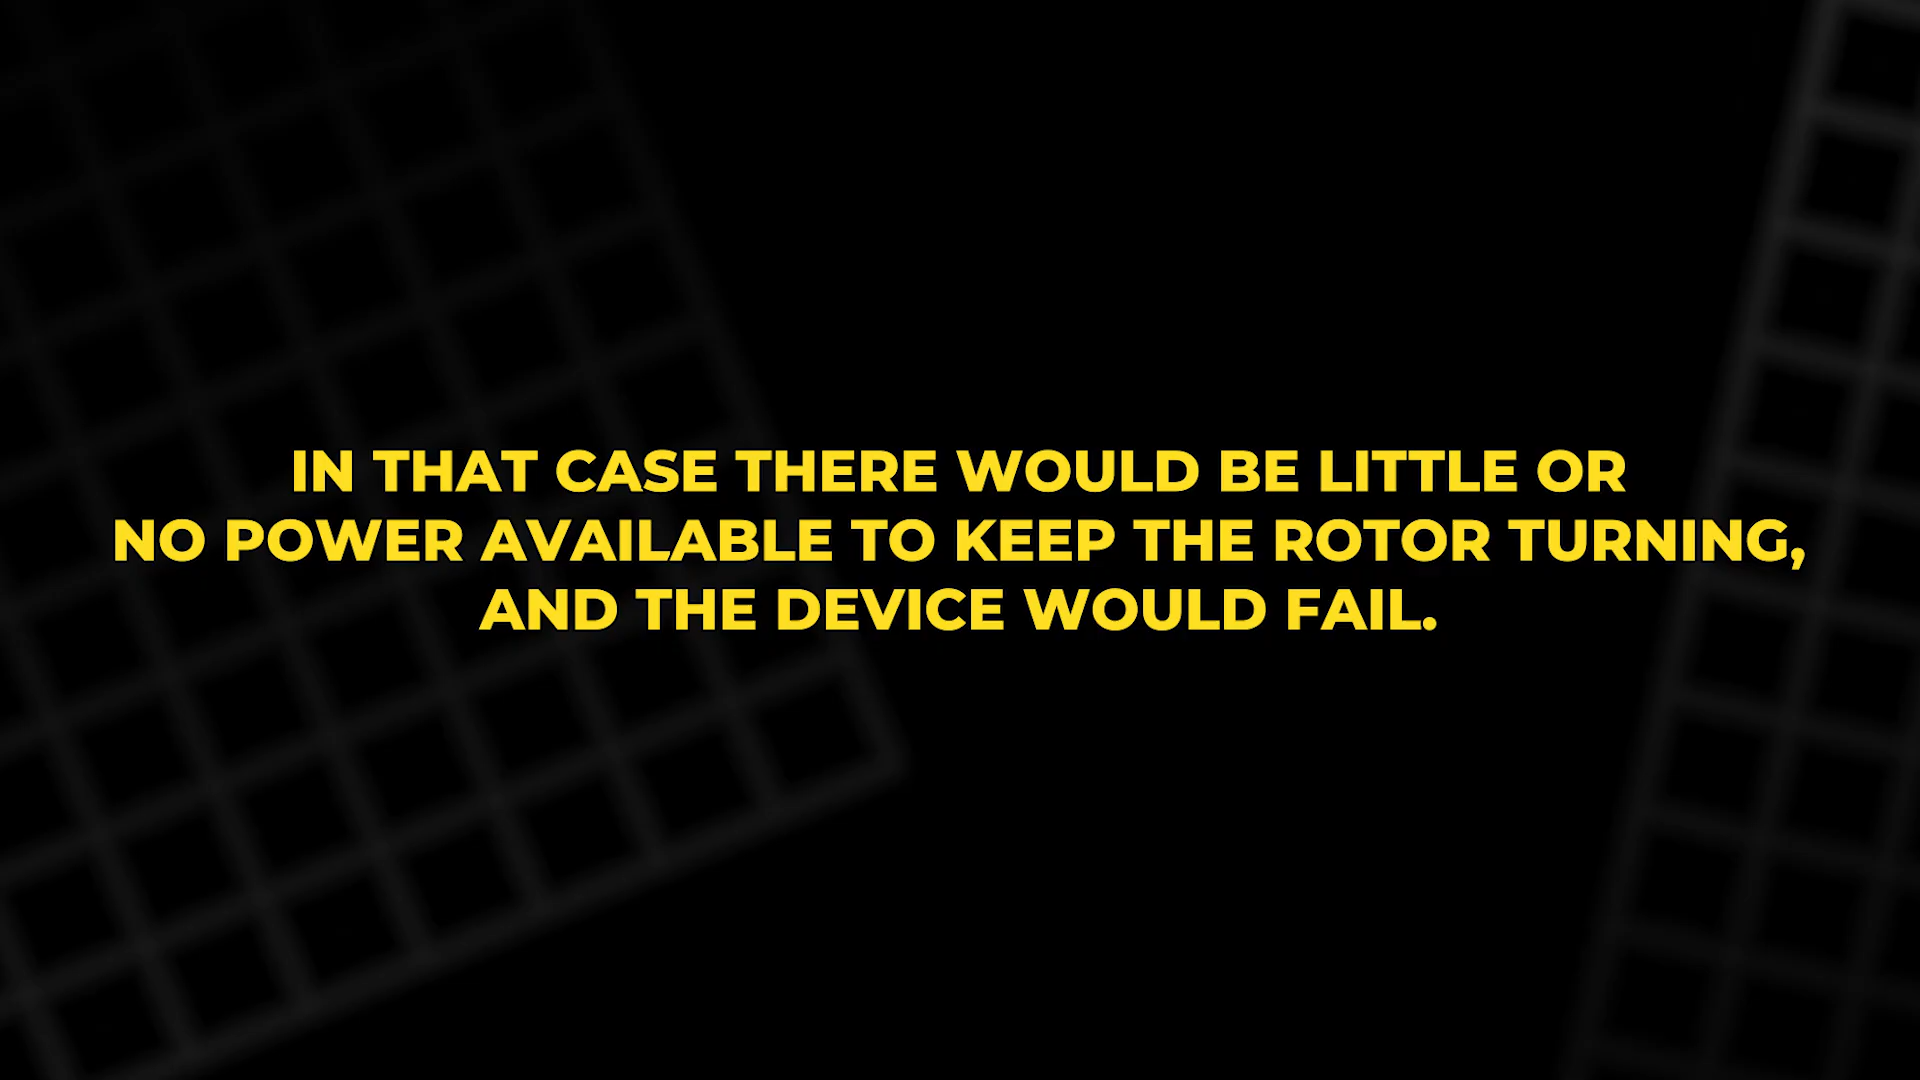 IN THAT CASE THERE WOULD BE LITTLE OR
NO POWER AVAILABLE TO KEEP THE ROTOR TURNING,
AND THE DEVICE WOULD FAIL.